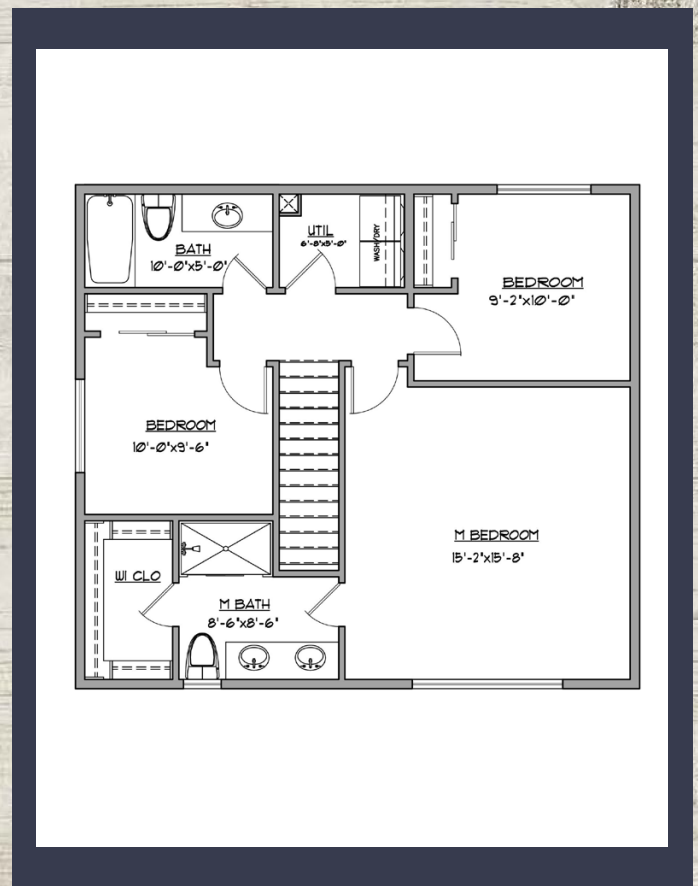 BATH
10'-0"x5'-0"
UTIL
6'-8"x5'-0"
WASH/DRY
BEDROOM
9'-2"x10'-0"
BEDROOM
10'-0"x9'-6"
M BEDROOM
15'-2"x15'-8"
WI CLO
M BATH
8'-6"x8'-6"